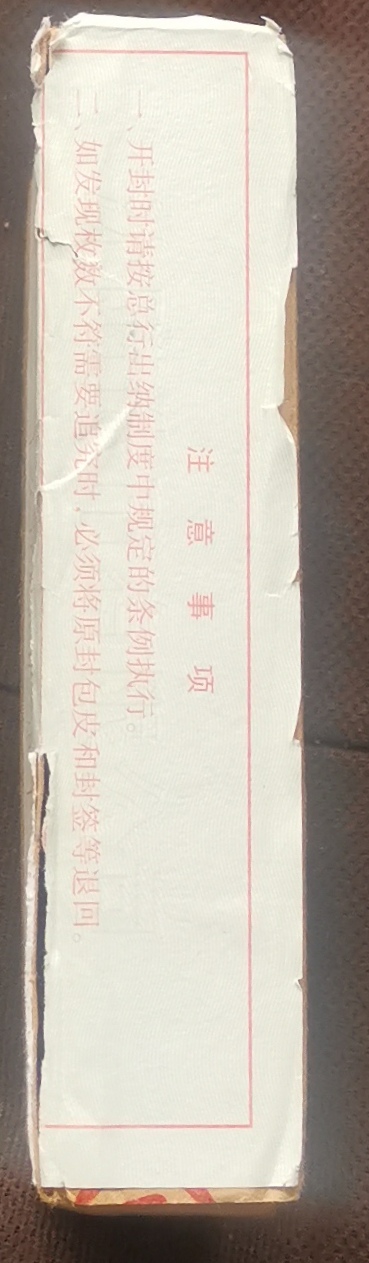 注意事项
一、开封时请按总行出纳制度中规定的条例执行。
二、如发现枚数不符需要追究时，必须将原封包皮和封签等退回。